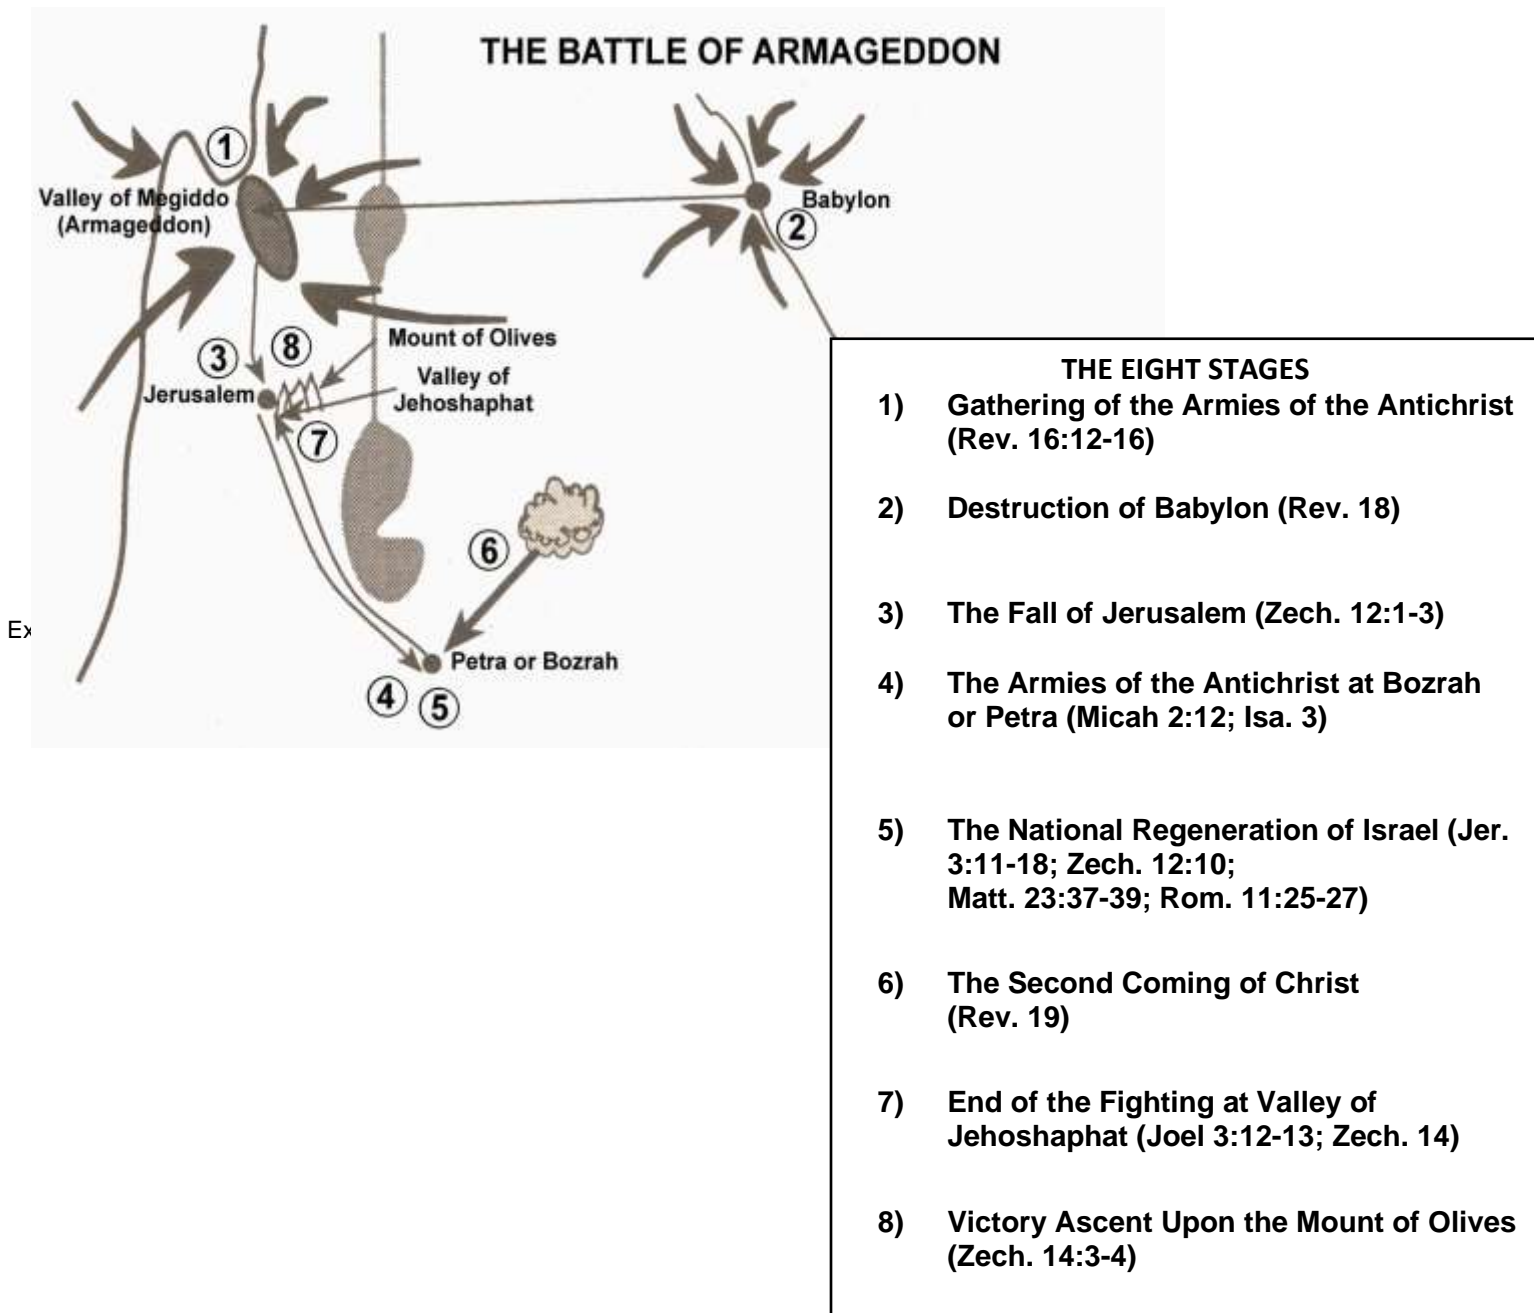 THE BATTLE OF ARMAGEDDON
1
Valley of Megiddo
(Armageddon)
Babylon
2
Mount of Olives
3
8
Valley of
Jehoshaphat
Jerusalem
7
6
Petra or Bozrah
4
5
Ex
THE EIGHT STAGES
1) Gathering of the Armies of the Antichrist
(Rev. 16:12-16)
2) Destruction of Babylon (Rev. 18)
3) The Fall of Jerusalem (Zech. 12:1-3)
4) The Armies of the Antichrist at Bozrah
or Petra (Micah 2:12; Isa. 3)
5) The National Regeneration of Israel (Jer.
3:11-18; Zech. 12:10;
Matt. 23:37-39; Rom. 11:25-27)
6) The Second Coming of Christ
(Rev. 19)
7) End of the Fighting at Valley of
Jehoshaphat (Joel 3:12-13; Zech. 14)
8) Victory Ascent Upon the Mount of Olives
(Zech. 14:3-4)